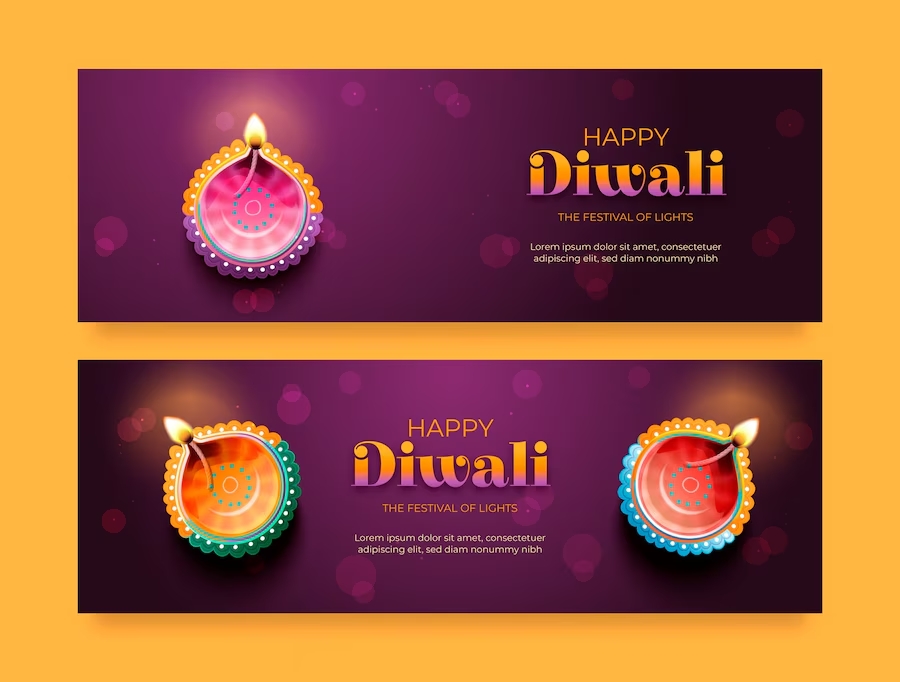 HAPPY
Diwali
THE FESTIVAL OF LIGHTS
Lorem ipsum dolor sit amet, consectetuer
adipiscing elit, sed diam nonummy nibh
HAPPY
Diwali
THE FESTIVAL OF LIGHTS
Lorem ipsum dolor sit amet, consectetuer
adipiscing elit, sed diam nonummy nibh